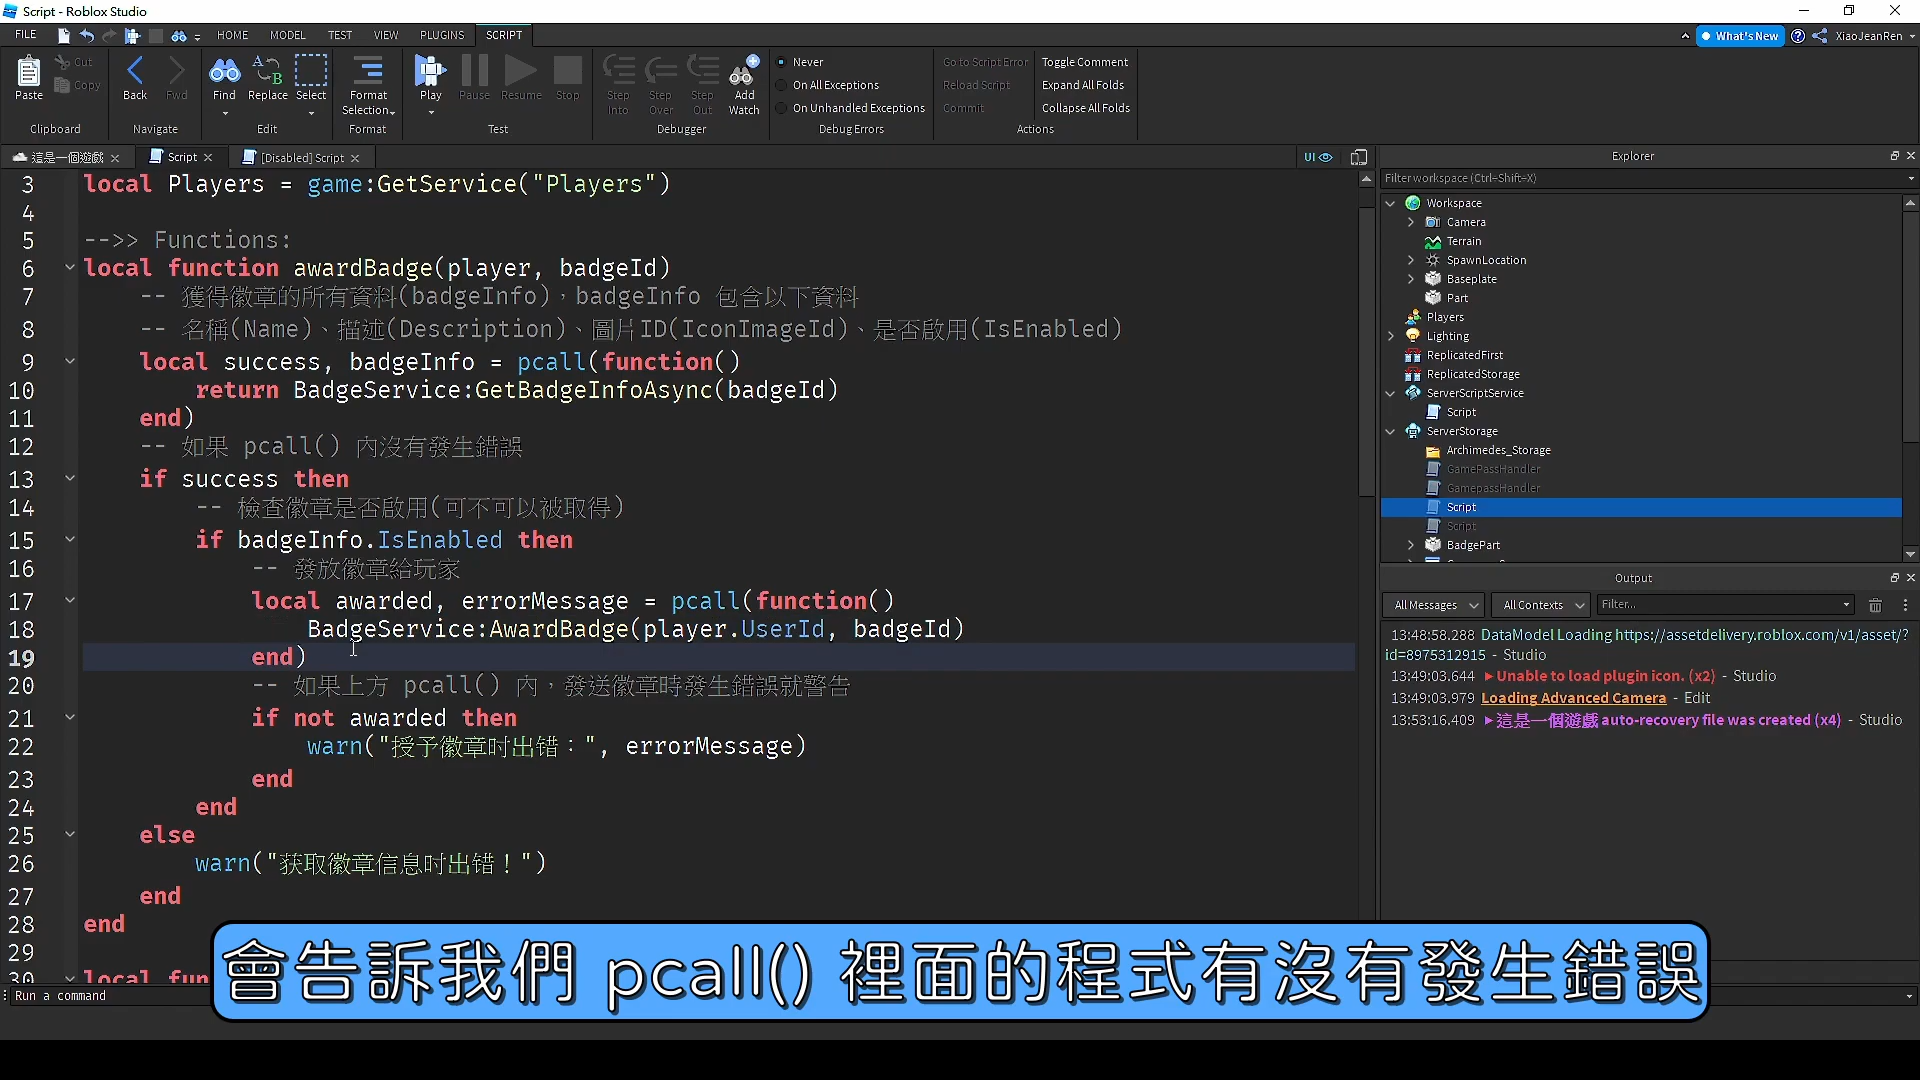 Script - Roblox Studio
FILE HOME MODEL TEST VIEW PLUGINS SCRIPT What's New XiaoJeanRen
Paste Cut Copy Back Fwd Find Replace Select Format Selection Play Pause Resume Stop Step Into Step Over Step Out Add Watch
Never
On All Exceptions
On Unhandled Exceptions
Go to Script Error
Reload Script
Commit
Toggle Comment
Expand All Folds
Collapse All Folds
Clipboard Navigate Edit Format Test Debugger Debug Errors Actions
這是一個遊戲 Script [Disabled] Script UI
3 local Players = game:GetService("Players")
4
5 -->> Functions:
6 local function awardBadge(player, badgeId)
7 -- 獲得徽章的所有資料(badgeInfo)，badgeInfo 包含以下資料
8 -- 名稱(Name)、描述(Description)、圖片ID(IconImageId)、是否啟用(IsEnabled)
9 local success, badgeInfo = pcall(function()
10 return BadgeService:GetBadgeInfoAsync(badgeId)
11 end)
12 -- 如果 pcall() 內沒有發生錯誤
13 if success then
14 -- 檢查徽章是否啟用(可不可以被取得)
15 if badgeInfo.IsEnabled then
16 -- 發放徽章給玩家
17 local awarded, errorMessage = pcall(function()
18 BadgeService:AwardBadge(player.UserId, badgeId)
19 end)
20 -- 如果上方 pcall() 內，發送徽章時發生錯誤就警告
21 if not awarded then
22 warn("授予徽章时出错：", errorMessage)
23 end
24 end
25 else
26 warn("获取徽章信息时出错！")
27 end
28 end
29
30 local fun
Run a command
Explorer
Filter workspace (Ctrl+Shift+X)
Workspace
Camera
Terrain
SpawnLocation
Baseplate
Part
Players
Lighting
ReplicatedFirst
ReplicatedStorage
ServerScriptService
Script
ServerStorage
Archimedes_Storage
GamePassHandler
GamepassHandler
Script
Script
BadgePart
Output
All Messages All Contexts Filter...
13:48:58.288 DataModel Loading https://assetdelivery.roblox.com/v1/asset/?
id=8975312915 - Studio
13:49:03.644 Unable to load plugin icon. (x2) - Studio
13:49:03.979 Loading Advanced Camera - Edit
13:53:16.409 這是一個遊戲 auto-recovery file was created (x4) - Studio
會告訴我們 pcall() 裡面的程式有沒有發生錯誤